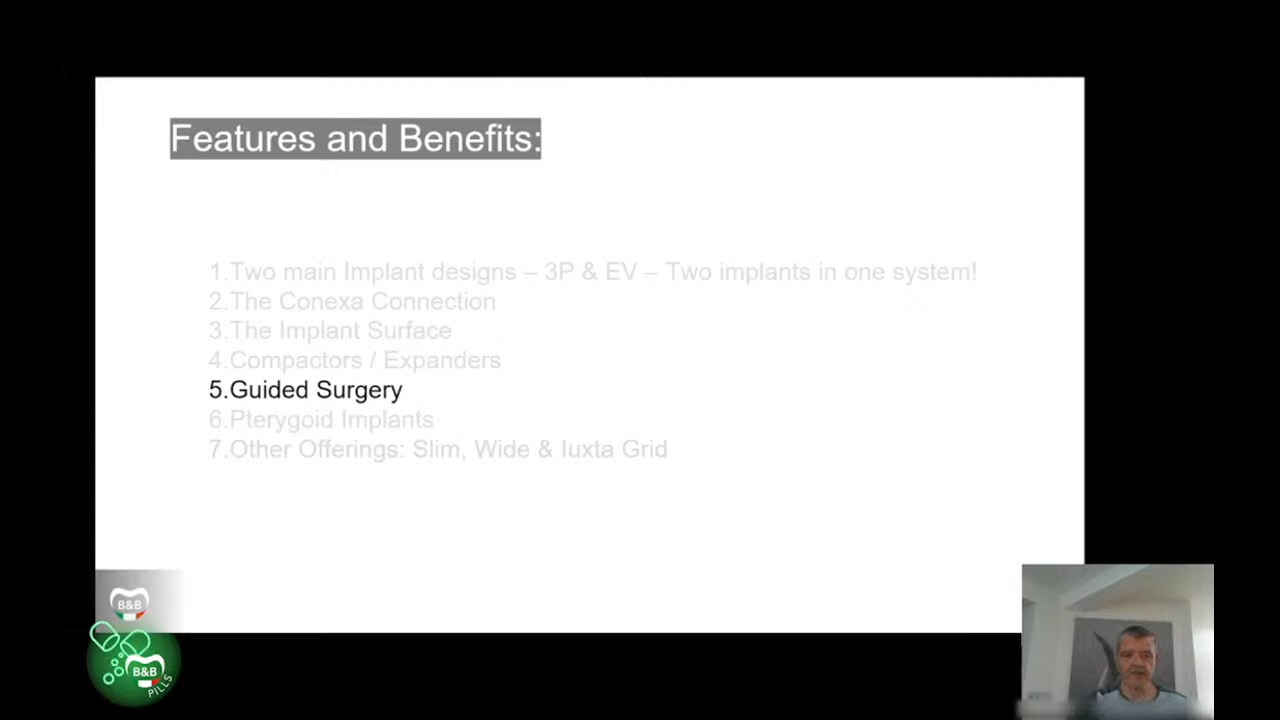 Features and Benefits:
1.Two main Implant designs – 3P & EV – Two implants in one system!
2.The Conexa Connection
3.The Implant Surface
4.Compactors / Expanders
5.Guided Surgery
6.Pterygoid Implants
7.Other Offerings: Slim, Wide & Iuxta Grid
B&B
B&B
PILLS